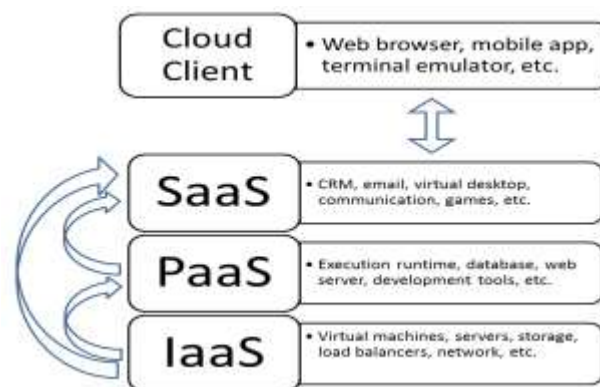 Cloud
Client
• Web browser, mobile app,
terminal emulator, etc.
SaaS
• CRM, email, virtual desktop,
communication, games, etc.
PaaS
• Execution runtime, database, web
server, development tools, etc.
IaaS
• Virtual machines, servers, storage,
load balancers, network, etc.